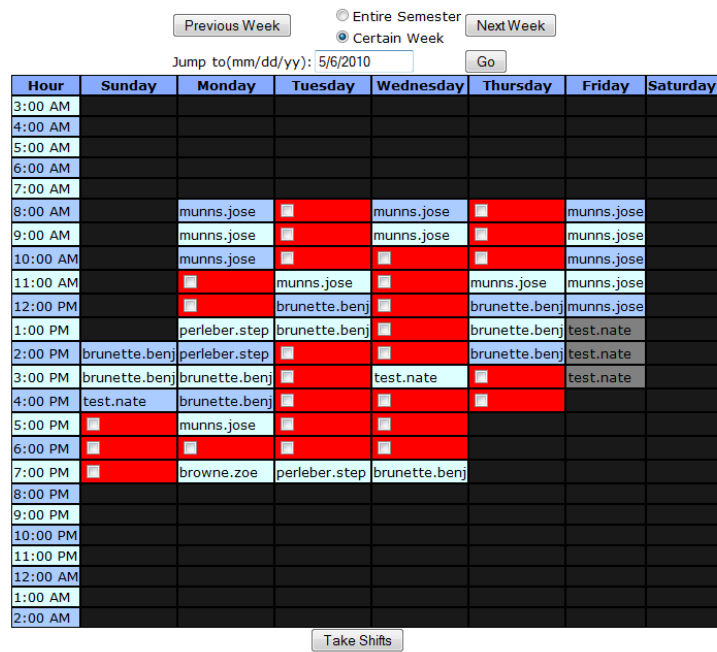 Previous Week Entire Semester Next Week
Certain Week
Jump to(mm/dd/yy): 5/6/2010 Go
Hour Sunday Monday Tuesday Wednesday Thursday Friday Saturday
3:00 AM
4:00 AM
5:00 AM
6:00 AM
7:00 AM
8:00 AM munns.jose munns.jose munns.jose
9:00 AM munns.jose munns.jose munns.jose
10:00 AM munns.jose munns.jose
11:00 AM munns.jose munns.jose munns.jose
12:00 PM brunette.benj brunette.benj munns.jose
1:00 PM perleber.step brunette.benj brunette.benj test.nate
2:00 PM brunette.benj perleber.step brunette.benj test.nate
3:00 PM brunette.benj brunette.benj test.nate test.nate
4:00 PM test.nate brunette.benj
5:00 PM munns.jose
6:00 PM
7:00 PM browne.zoe perleber.step brunette.benj
8:00 PM
9:00 PM
10:00 PM
11:00 PM
12:00 AM
1:00 AM
2:00 AM
Take Shifts